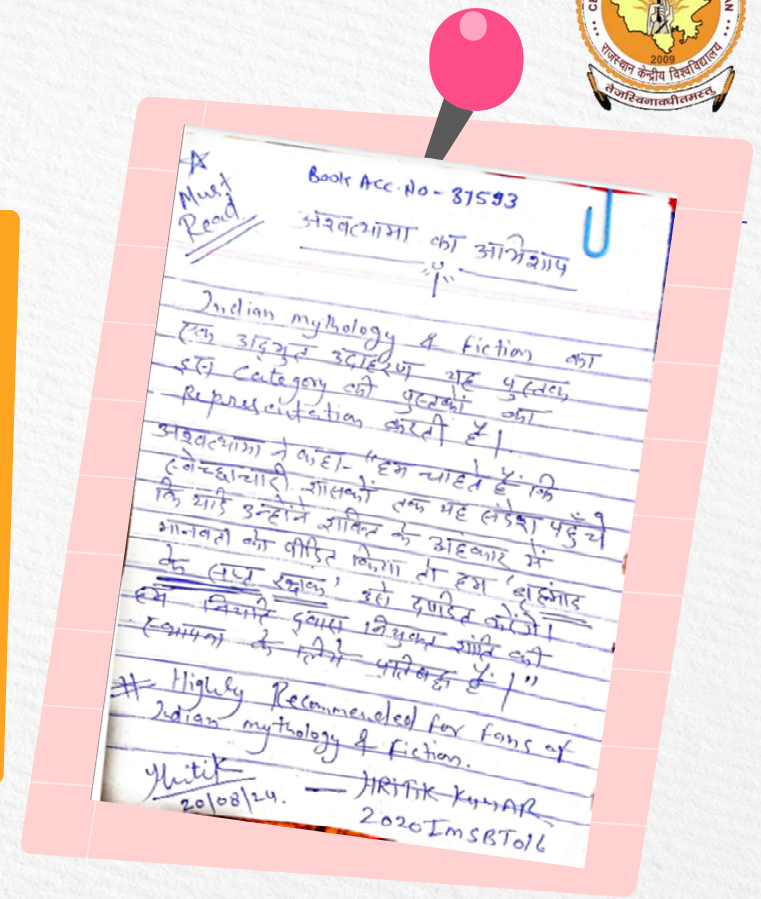 2009
राजस्थान केन्द्रीय विश्वविद्यालय
तेजस्विनावधीतमस्तु
Must
Read
Book Acc. No - 37593
अश्वत्थामा का अभिशाप
Indian mythology & fiction का
एक अद्भुत उदाहरण यह पुस्तक
इस Category की पुस्तकों का
Representation करती है|
अश्वत्थामा ने कहा- "हम चाहते हैं कि
स्वेच्छाचारी शासकों तक यह संदेश पहुँचे
कि यदि उन्होंने शक्ति के अहंकार में
मानवता को पीड़ित किया तो हम 'ब्रह्मांड
के सप्त रक्षक' उसे दण्डित करेंगे|
हम नियति द्वारा नियुक्त शांति की
स्थापना के लिये प्रतिबद्ध हैं|"
# Highly Recommended for fans of
Indian mythology & fiction.
Hritik
20/08/24.
— HRITIK KUMAR
2020ImSBT016